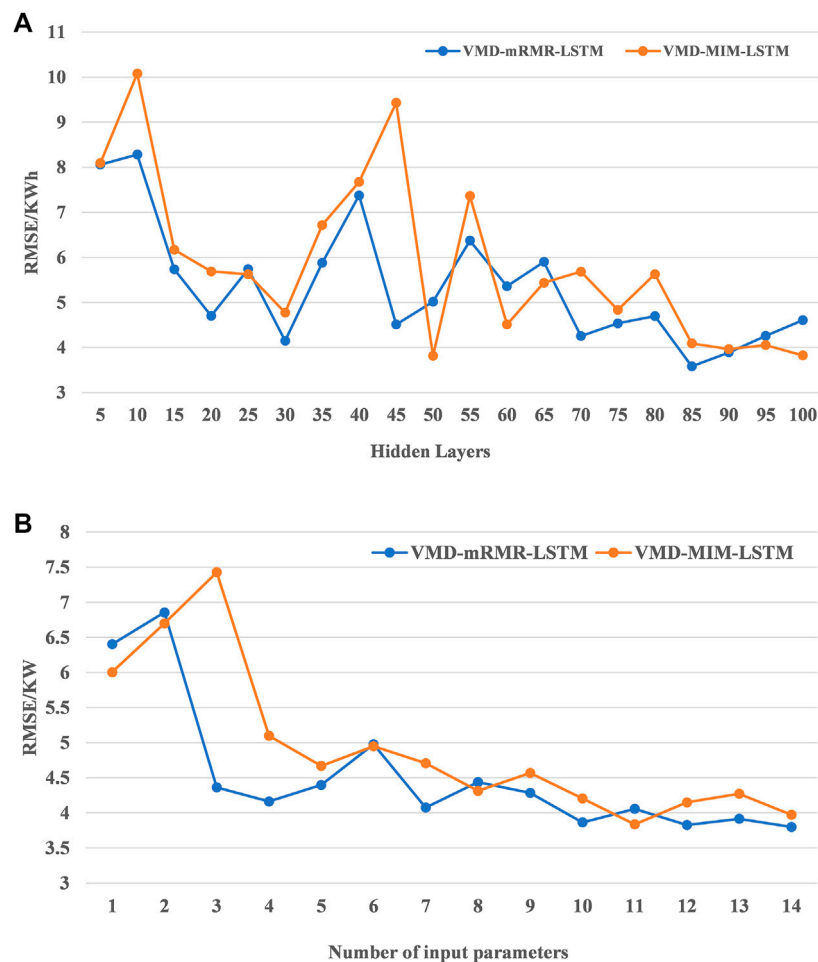 A
11
10
9
8
7
6
5
4
3
RMSE/KWh
VMD-mRMR-LSTM VMD-MIM-LSTM
5 10 15 20 25 30 35 40 45 50 55 60 65 70 75 80 85 90 95 100
Hidden Layers
B
8
7.5
7
6.5
6
5.5
5
4.5
4
3.5
3
RMSE/KW
VMD-mRMR-LSTM VMD-MIM-LSTM
1 2 3 4 5 6 7 8 9 10 11 12 13 14
Number of input parameters